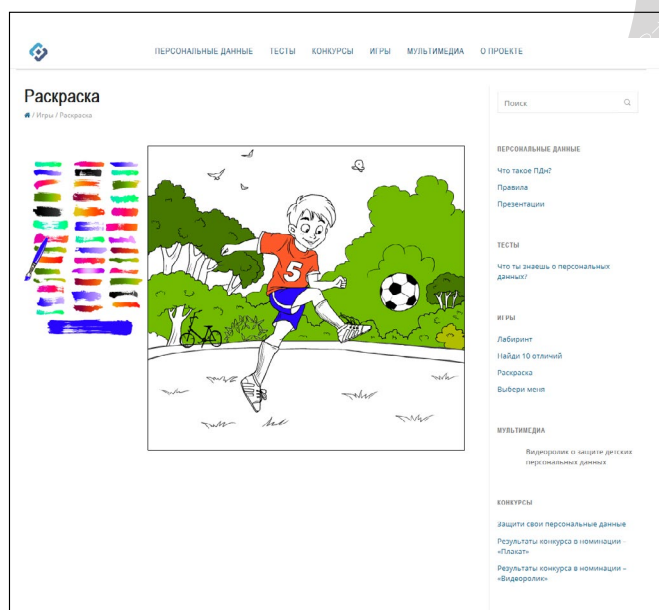 ПЕРСОНАЛЬНЫЕ ДАННЫЕ ТЕСТЫ КОНКУРСЫ ИГРЫ МУЛЬТИМЕДИА О ПРОЕКТЕ
Раскраска
/ Игры / Раскраска
5
Поиск
ПЕРСОНАЛЬНЫЕ ДАННЫЕ
Что такое ПДн?
Правила
Презентации
ТЕСТЫ
Что ты знаешь о персональных
данных?
ИГРЫ
Лабиринт
Найди 10 отличий
Раскраска
Выбери меня
МУЛЬТИМЕДИА
Видеоролик о защите детских
персональных данных
КОНКУРСЫ
Защити свои персональные данные
Результаты конкурса в номинации –
«Плакат»
Результаты конкурса в номинации –
«Видеоролик»